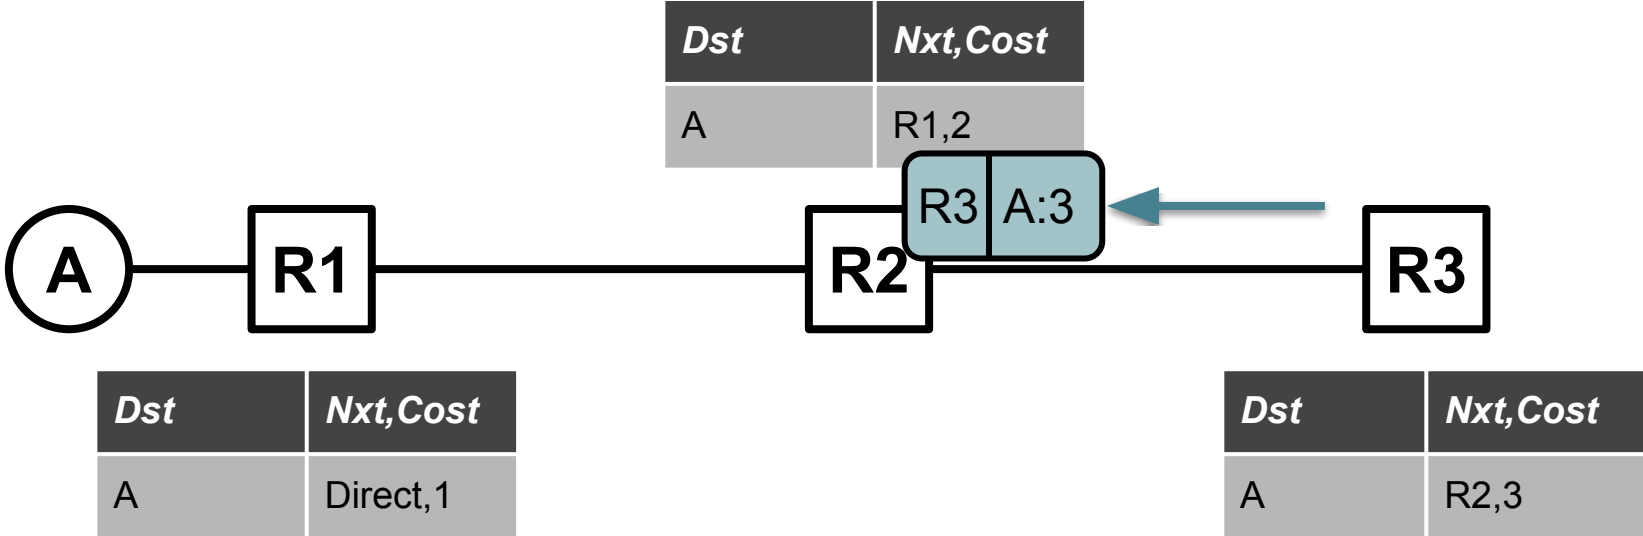 Dst Nxt,Cost
A R1,2
R3 A:3
A R1 R2 R3
Dst Nxt,Cost
A Direct,1
Dst Nxt,Cost
A R2,3